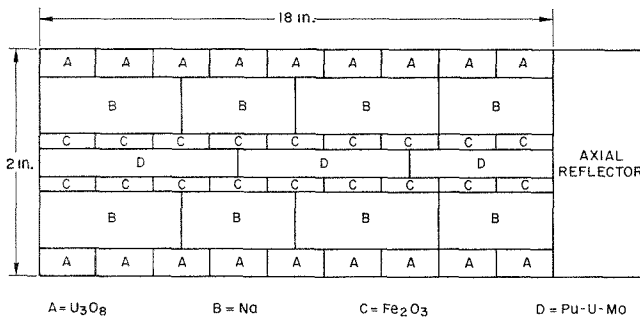 18 in.
A A A A A A A A A
B B B B
C C C C C C C C C
2 in. D D D AXIAL
REFLECTOR
C C C C C C C C C
B B B B
A A A A A A A A A
A = U₃O₈ B = Na C = Fe₂O₃ D = Pu-U-Mo